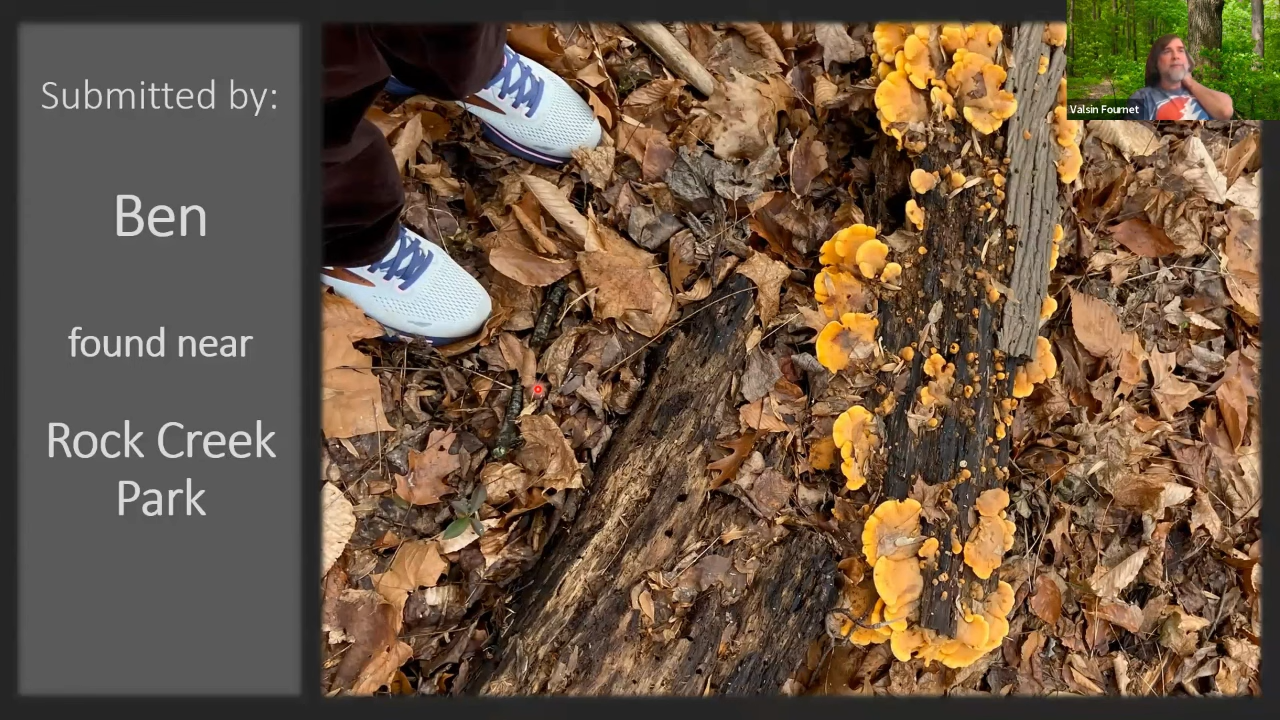 Submitted by:
Ben
found near
Rock Creek
Park
Valsin Fournet